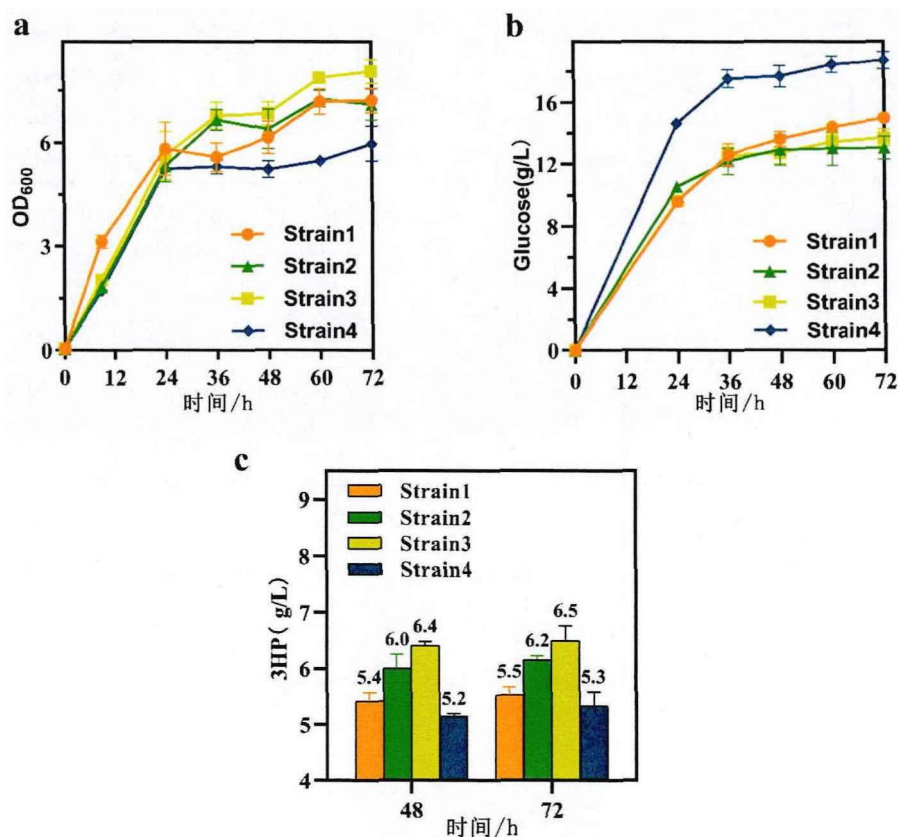 a
OD600
6
3
0
Strain1
Strain2
Strain3
Strain4
0 12 24 36 48 60 72
时间/h
b
Glucose(g/L)
16
12
8
4
0
Strain1
Strain2
Strain3
Strain4
0 12 24 36 48 60 72
时间/h
c
3HP( g/L)
9
8
7
6
5
4
Strain1
Strain2
Strain3
Strain4
5.4 6.0 6.4 5.2 5.5 6.2 6.5 5.3
48 72
时间/h